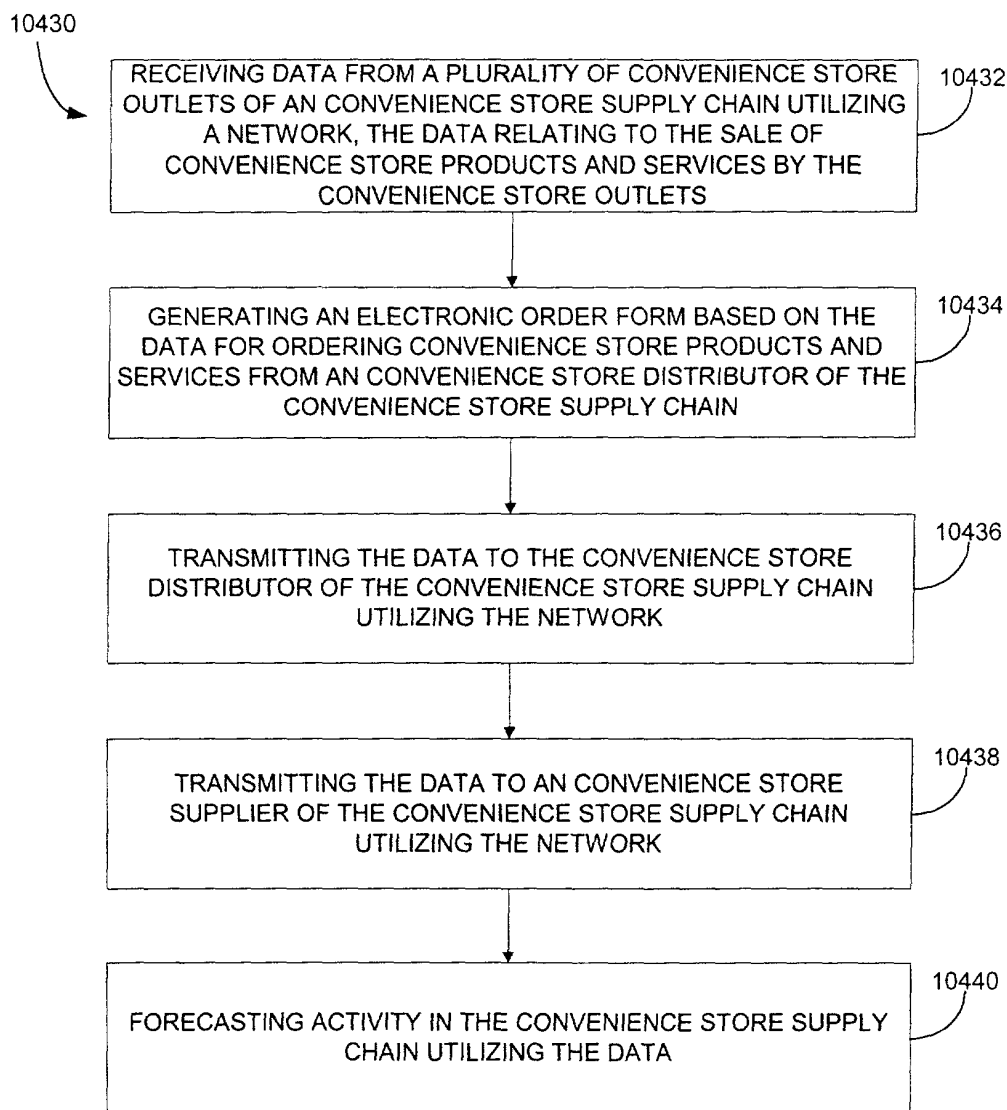 10430
RECEIVING DATA FROM A PLURALITY OF CONVENIENCE STORE
OUTLETS OF AN CONVENIENCE STORE SUPPLY CHAIN UTILIZING
A NETWORK, THE DATA RELATING TO THE SALE OF
CONVENIENCE STORE PRODUCTS AND SERVICES BY THE
CONVENIENCE STORE OUTLETS
10432
GENERATING AN ELECTRONIC ORDER FORM BASED ON THE
DATA FOR ORDERING CONVENIENCE STORE PRODUCTS AND
SERVICES FROM AN CONVENIENCE STORE DISTRIBUTOR OF THE
CONVENIENCE STORE SUPPLY CHAIN
10434
TRANSMITTING THE DATA TO THE CONVENIENCE STORE
DISTRIBUTOR OF THE CONVENIENCE STORE SUPPLY CHAIN
UTILIZING THE NETWORK
10436
TRANSMITTING THE DATA TO AN CONVENIENCE STORE
SUPPLIER OF THE CONVENIENCE STORE SUPPLY CHAIN
UTILIZING THE NETWORK
10438
FORECASTING ACTIVITY IN THE CONVENIENCE STORE SUPPLY
CHAIN UTILIZING THE DATA
10440